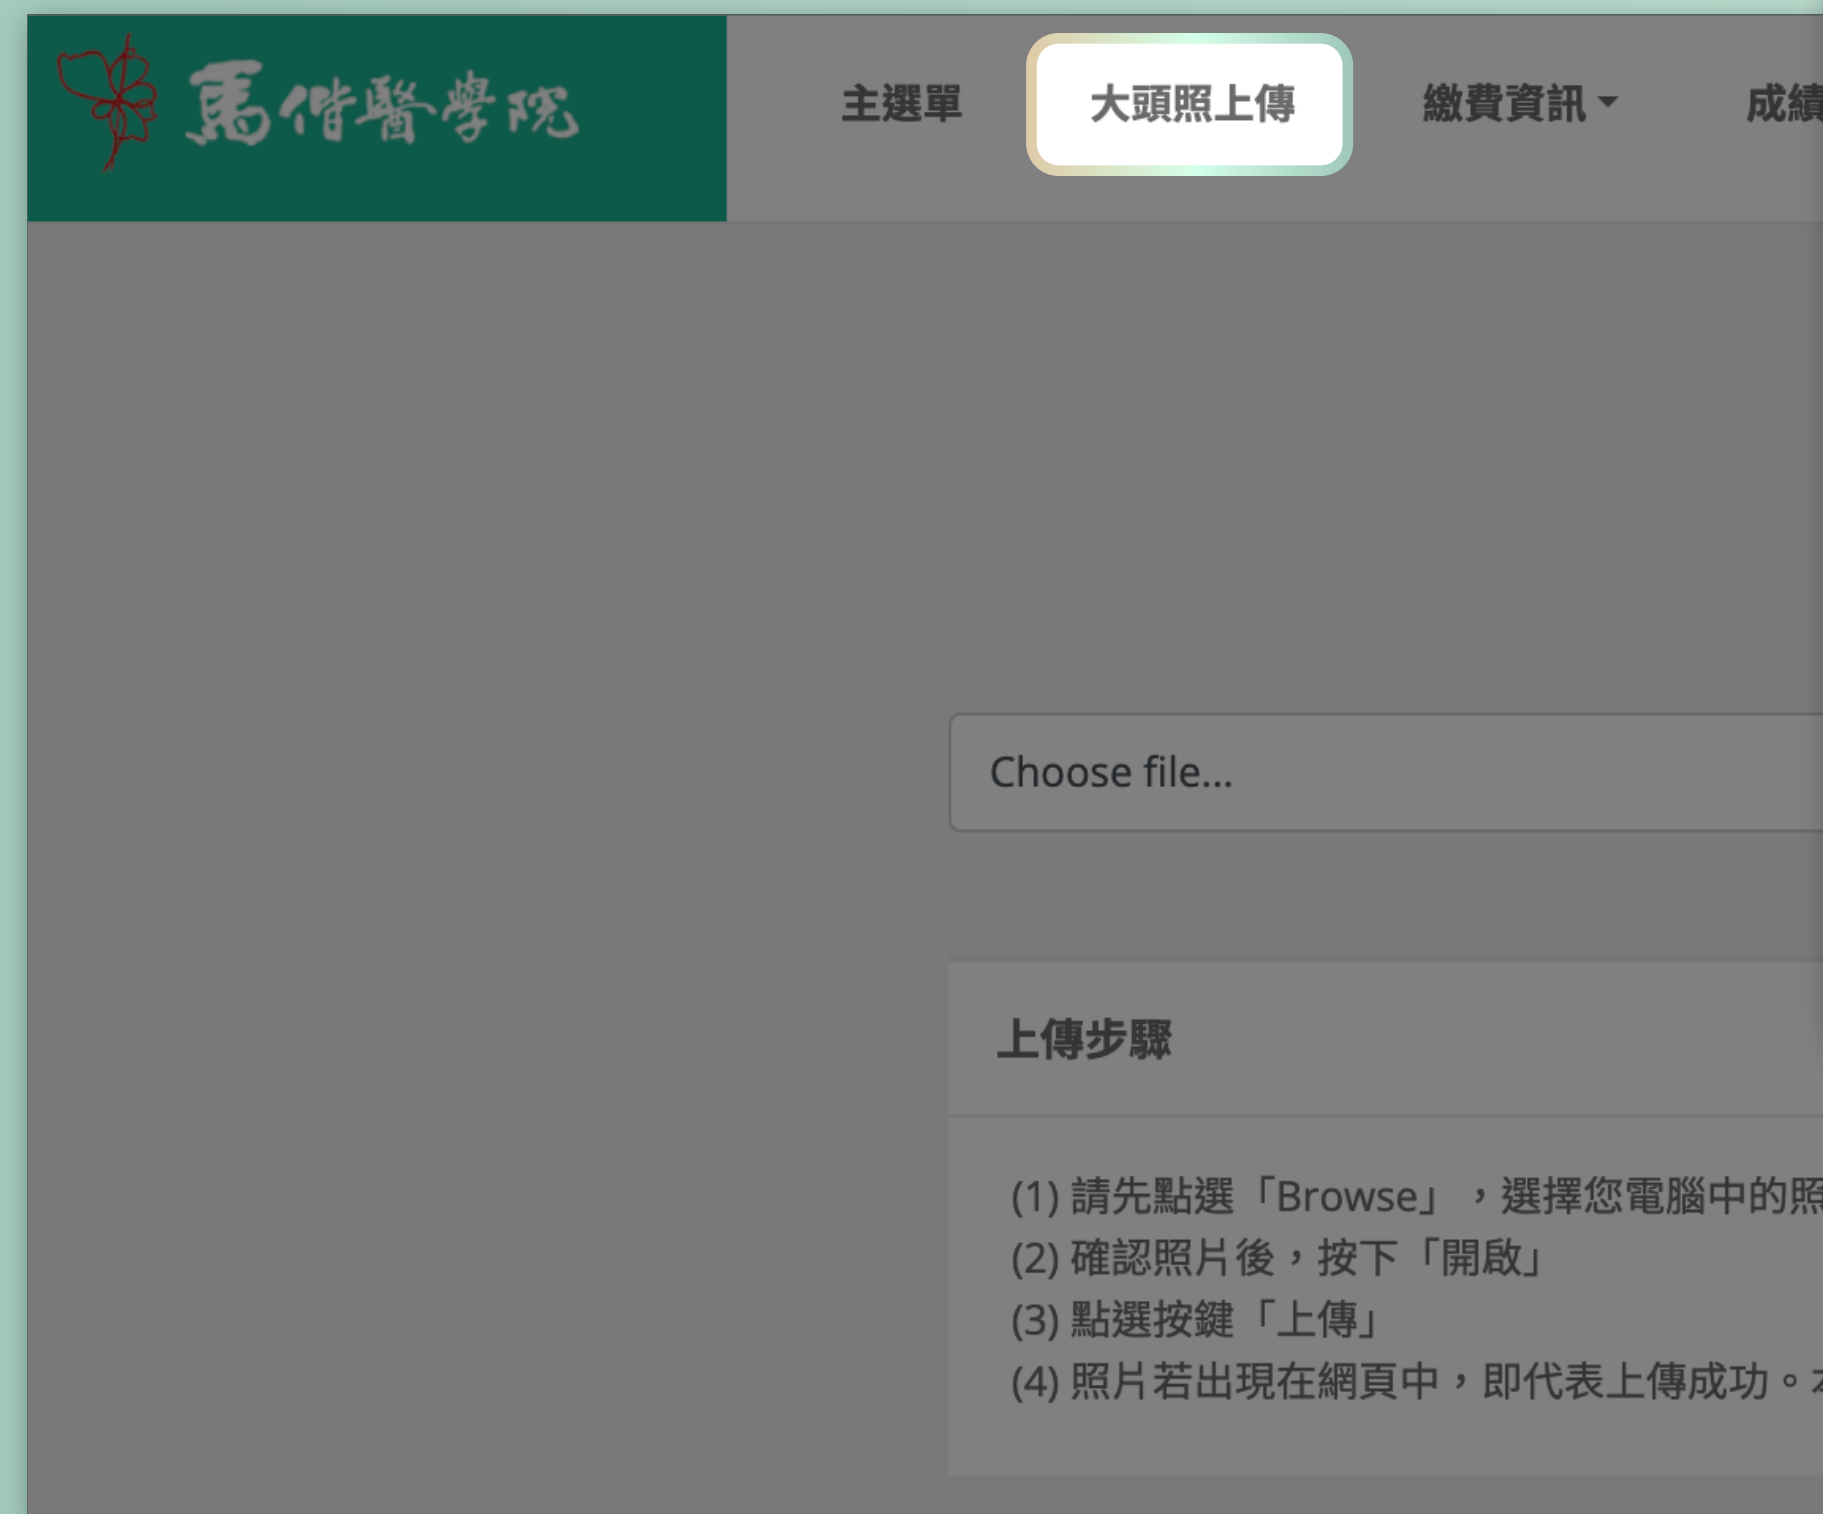 馬偕醫學院
主選單
大頭照上傳
繳費資訊
成績
Choose file...
上傳步驟
(1) 請先點選「Browse」，選擇您電腦中的照
(2) 確認照片後，按下「開啟」
(3) 點選按鍵「上傳」
(4) 照片若出現在網頁中，即代表上傳成功。